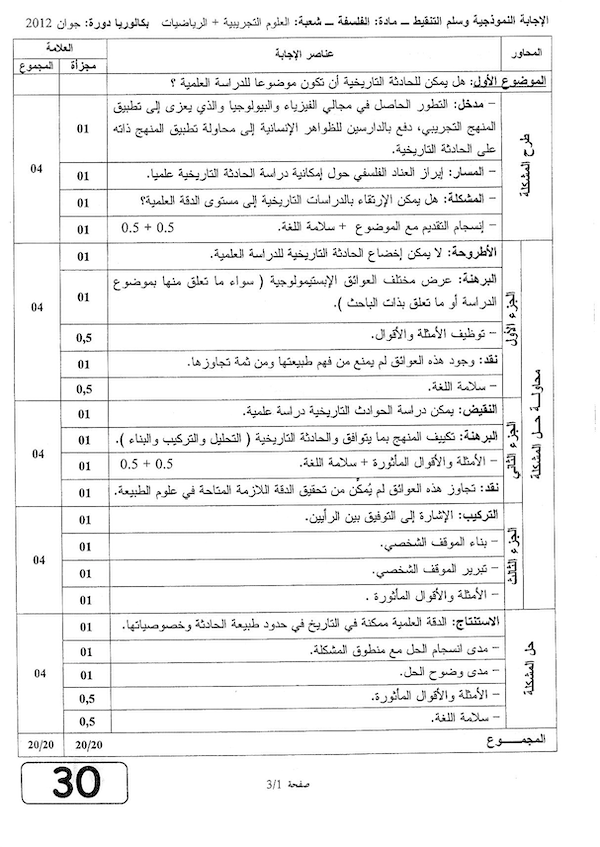 الإجابة النموذجية وسلم التنقيط ــ مادة: الفلسفة ــ شعبة: العلوم التجريبية + الرياضيات بكالوريا دورة: جوان 2012
المحاور
عناصر الإجابة
العلامة
مجزأة
المجموع
الموضوع الأول: هل يمكن للحادثة التاريخية أن تكون موضوعا للدراسة العلمية ؟
طرح المشكلة
– مدخل: التطور الحاصل في مجالي الفيزياء والبيولوجيا والذي يعزى إلى تطبيق
المنهج التجريبي، دفع بالدارسين للظواهر الإنسانية إلى محاولة تطبيق المنهج ذاته
على الحادثة التاريخية.
01
– المسار: إبراز العناد الفلسفي حول إمكانية دراسة الحادثة التاريخية علميا.
01
– المشكلة: هل يمكن الإرتقاء بالدراسات التاريخية إلى مستوى الدقة العلمية؟
01
– إنسجام التقديم مع الموضوع + سلامة اللغة. 0.5 + 0.5
01
04
محاولـة حـل المشكلة
الجزء الأول
الأطروحة: لا يمكن إخضاع الحادثة التاريخية للدراسة العلمية.
01
البرهنة: عرض مختلف العوائق الإبستيمولوجية ( سواء ما تعلق منها بموضوع
الدراسة أو ما تعلق بذات الباحث ).
01
– توظيف الأمثلة والأقوال.
0,5
نقد: وجود هذه العوائق لم يمنع من فهم طبيعتها ومن ثمة تجاوزها.
01
– سلامة اللغة.
0,5
04
الجزء الثاني
النقيض: يمكن دراسة الحوادث التاريخية دراسة علمية.
01
البرهنة: تكييف المنهج بما يتوافق والحادثة التاريخية ( التحليل والتركيب والبناء ).
01
– الأمثلة والأقوال المأثورة + سلامة اللغة. 0.5 + 0.5
01
نقد: تجاوز هذه العوائق لم يُمكِّن من تحقيق الدقة اللازمة المتاحة في علوم الطبيعة.
01
04
الجزء الثالث
التركيب: الإشارة إلى التوفيق بين الرأيين.
01
– بناء الموقف الشخصي.
01
– تبرير الموقف الشخصي.
01
– الأمثلة والأقوال المأثورة .
01
04
حل المشكلة
الاستنتاج: الدقة العلمية ممكنة في التاريخ في حدود طبيعة الحادثة وخصوصياتها.
01
– مدى انسجام الحل مع منطوق المشكلة.
01
– مدى وضوح الحل.
01
– الأمثلة والأقوال المأثورة.
0,5
– سلامة اللغة.
0,5
04
المجمــــوع
20/20
20/20
30
صفحة 3/1